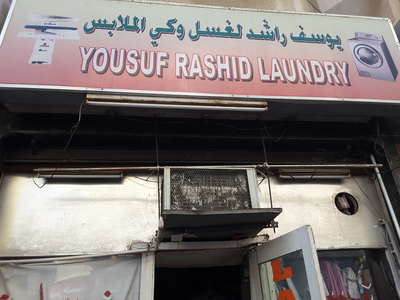 يوسف راشد لغسل وكي الملابس
YOUSUF RASHID LAUNDRY